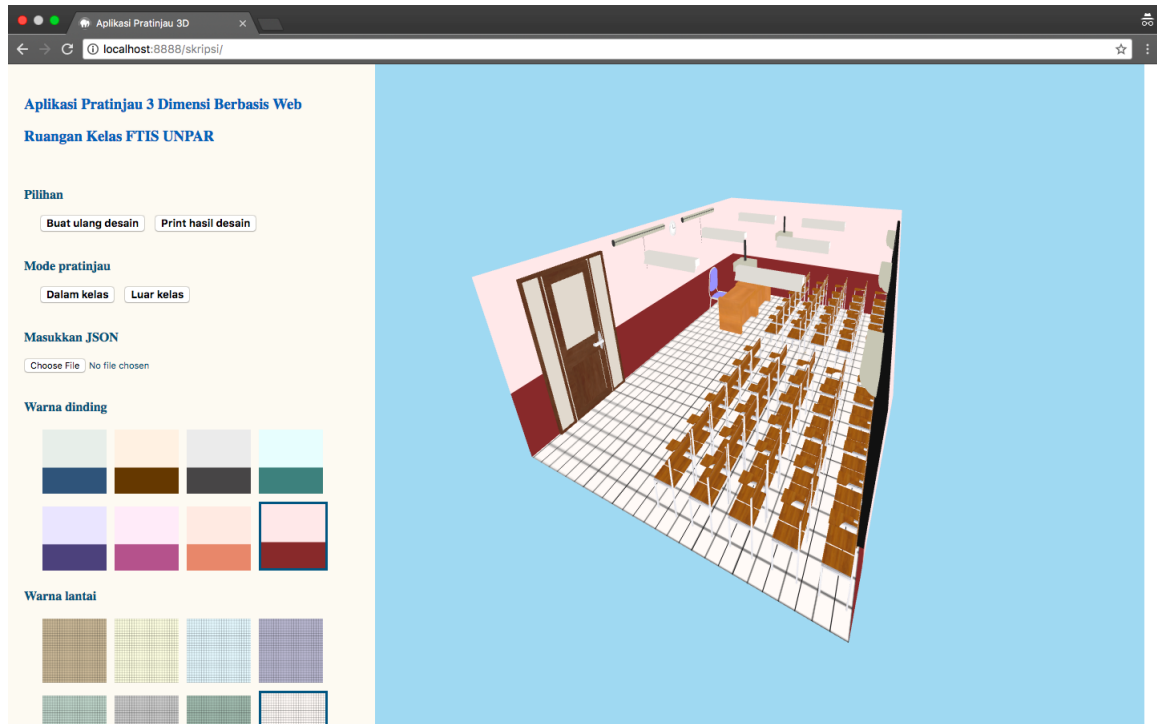 Aplikasi Pratinjau 3D
localhost:8888/skripsi/
Aplikasi Pratinjau 3 Dimensi Berbasis Web
Ruangan Kelas FTIS UNPAR
Pilihan
Buat ulang desain Print hasil desain
Mode pratinjau
Dalam kelas Luar kelas
Masukkan JSON
Choose File No file chosen
Warna dinding
Warna lantai